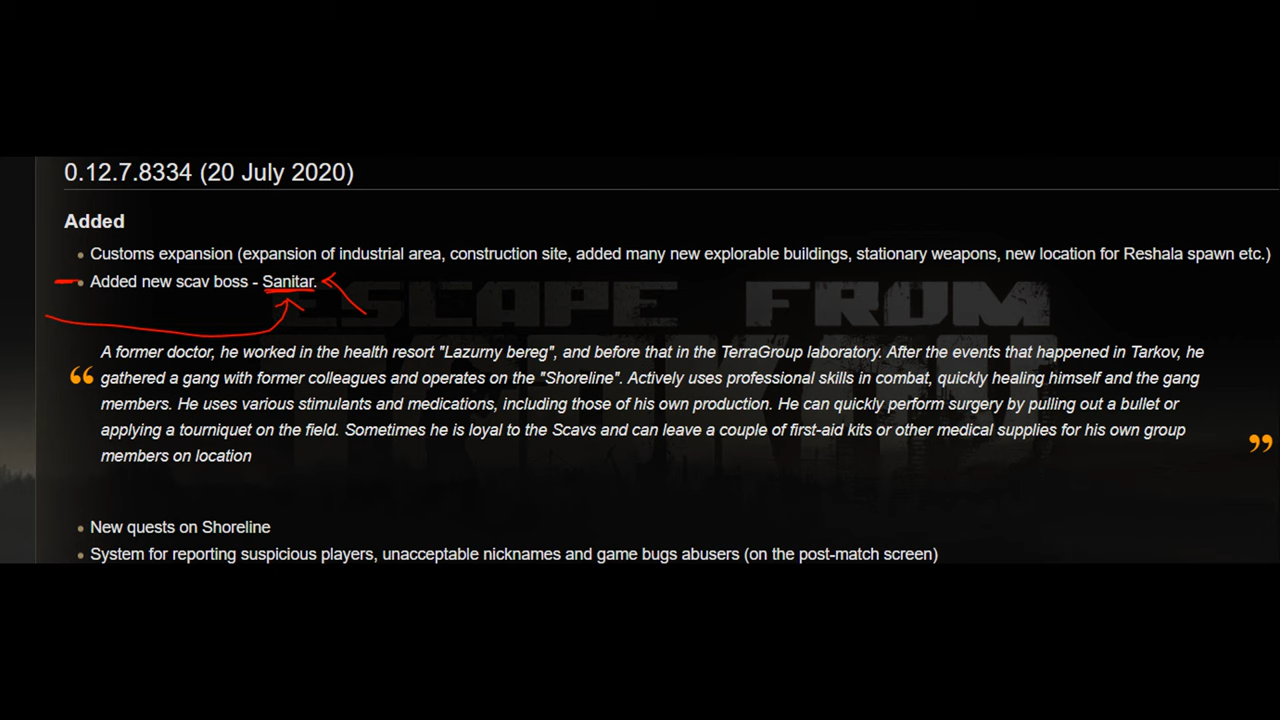 0.12.7.8334 (20 July 2020)
Added
Customs expansion (expansion of industrial area, construction site, added many new explorable buildings, stationary weapons, new location for Reshala spawn etc.)
Added new scav boss - Sanitar.
ESCAPE FROM
TARKOV
“ A former doctor, he worked in the health resort "Lazurny bereg", and before that in the TerraGroup laboratory. After the events that happened in Tarkov, he
gathered a gang with former colleagues and operates on the "Shoreline". Actively uses professional skills in combat, quickly healing himself and the gang
members. He uses various stimulants and medications, including those of his own production. He can quickly perform surgery by pulling out a bullet or
applying a tourniquet on the field. Sometimes he is loyal to the Scavs and can leave a couple of first-aid kits or other medical supplies for his own group
members on location ”
New quests on Shoreline
System for reporting suspicious players, unacceptable nicknames and game bugs abusers (on the post-match screen)